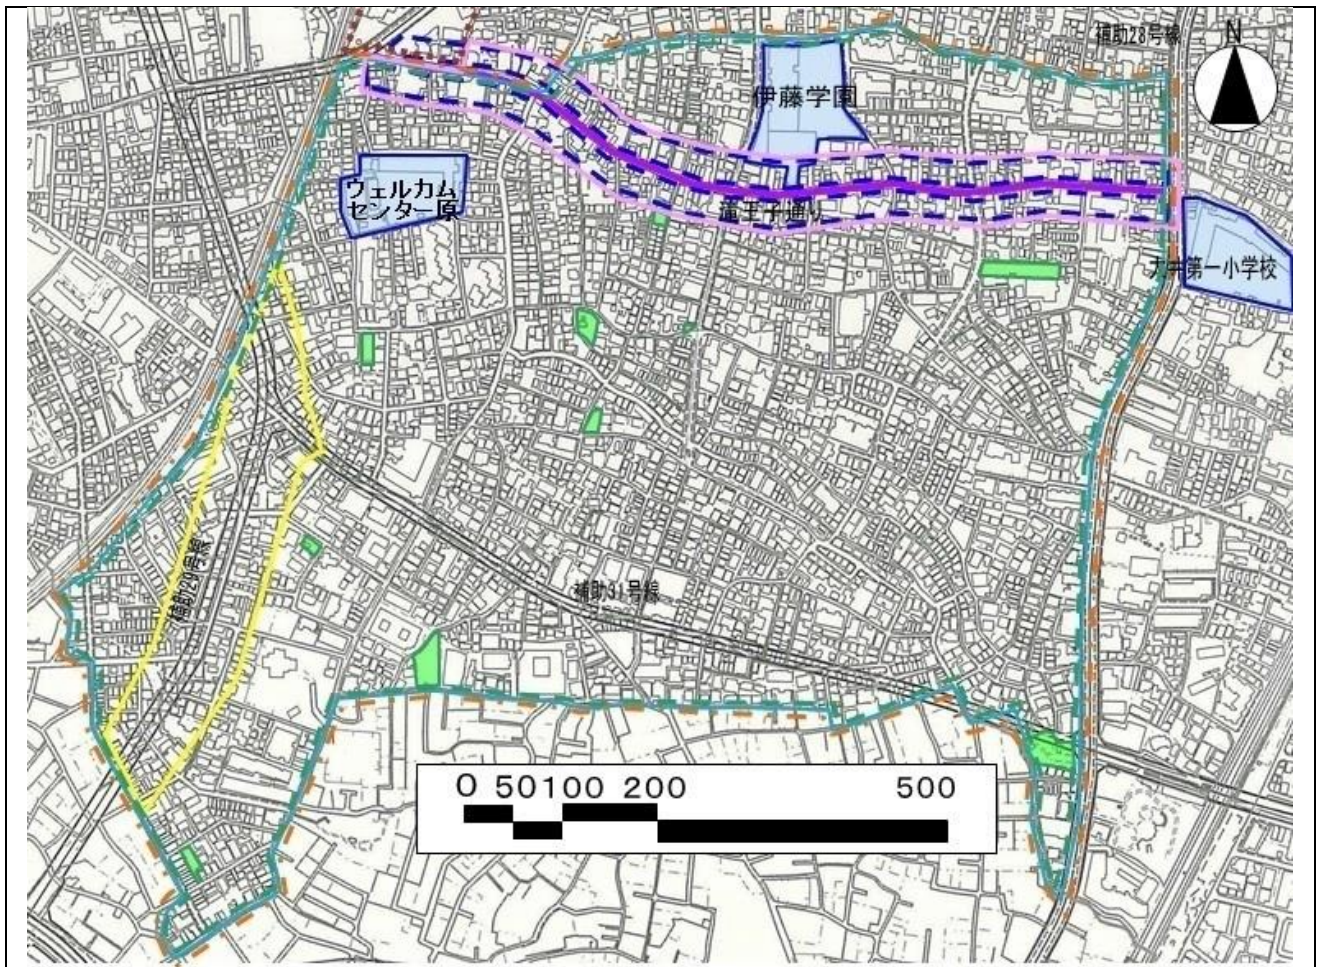 補助28号線
N
伊藤学園
ウェルカム
センター原
滝王子通り
大井第一小学校
補助29号線
補助31号線
0 50 100 200 500